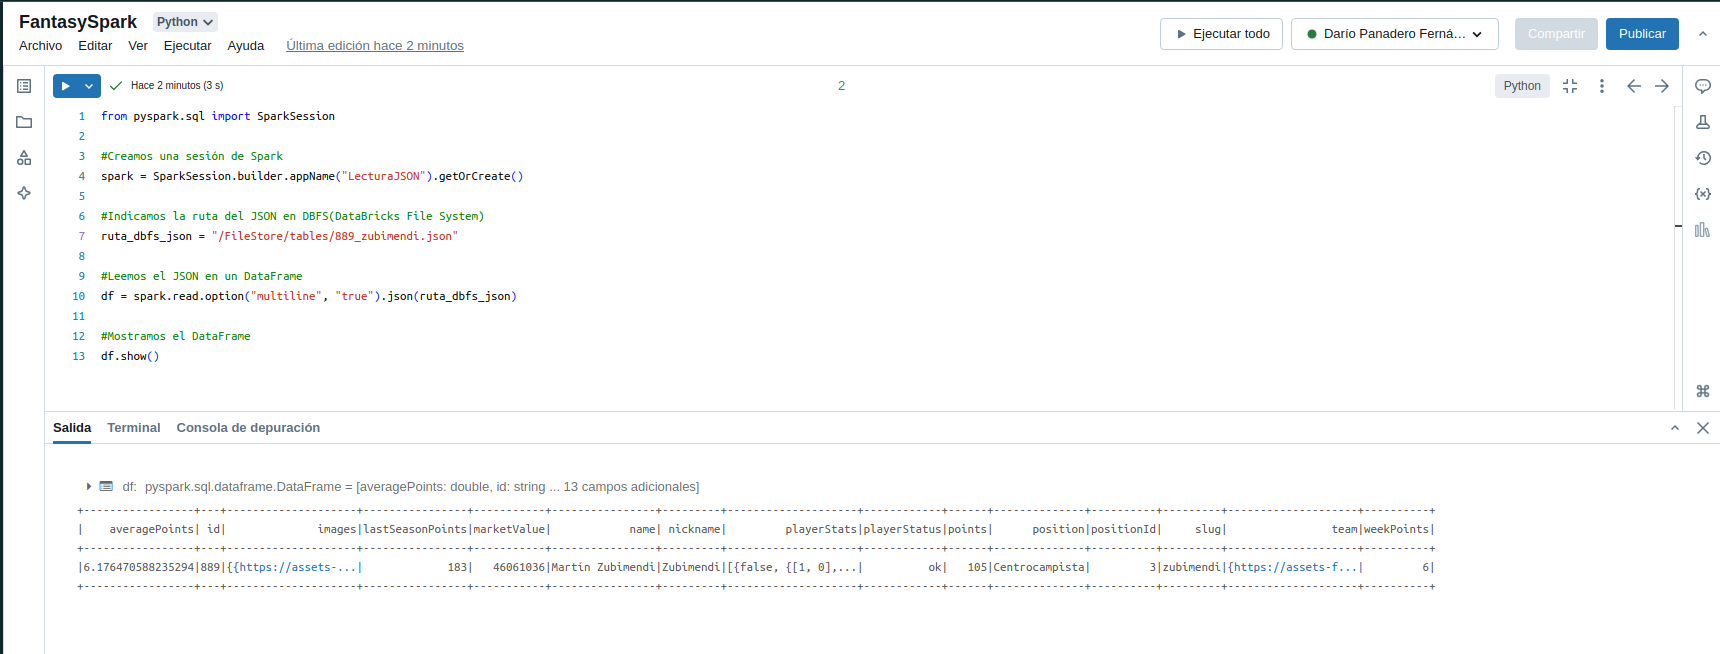 FantasySpark Python
Archivo Editar Ver Ejecutar Ayuda Última edición hace 2 minutos
Ejecutar todo Darío Panadero Ferná... Compartir Publicar
Hace 2 minutos (3 s) 2 Python
1 from pyspark.sql import SparkSession
2
3 #Creamos una sesión de Spark
4 spark = SparkSession.builder.appName("LecturaJSON").getOrCreate()
5
6 #Indicamos la ruta del JSON en DBFS(DataBricks File System)
7 ruta_dbfs_json = "/FileStore/tables/889_zubimendi.json"
8
9 #Leemos el JSON en un DataFrame
10 df = spark.read.option("multiline", "true").json(ruta_dbfs_json)
11
12 #Mostramos el DataFrame
13 df.show()
Salida Terminal Consola de depuración
df: pyspark.sql.dataframe.DataFrame = [averagePoints: double, id: string ... 13 campos adicionales]
+-----------------+---+--------------------+----------------+-----------+----------------+---------+--------------------+------------+------+--------------+----------+---------+--------------------+----------+
|    averagePoints| id|              images|lastSeasonPoints|marketValue|            name| nickname|         playerStats|playerStatus|points|      position|positionId|     slug|                team|weekPoints|
+-----------------+---+--------------------+----------------+-----------+----------------+---------+--------------------+------------+------+--------------+----------+---------+--------------------+----------+
|6.176470588235294|889|{{https://assets-...|             183|   46061036|Martin Zubimendi|Zubimendi|[{false, {[1, 0],...|          ok|   105|Centrocampista|         3|zubimendi|{https://assets-f...|         6|
+-----------------+---+--------------------+----------------+-----------+----------------+---------+--------------------+------------+------+--------------+----------+---------+--------------------+----------+